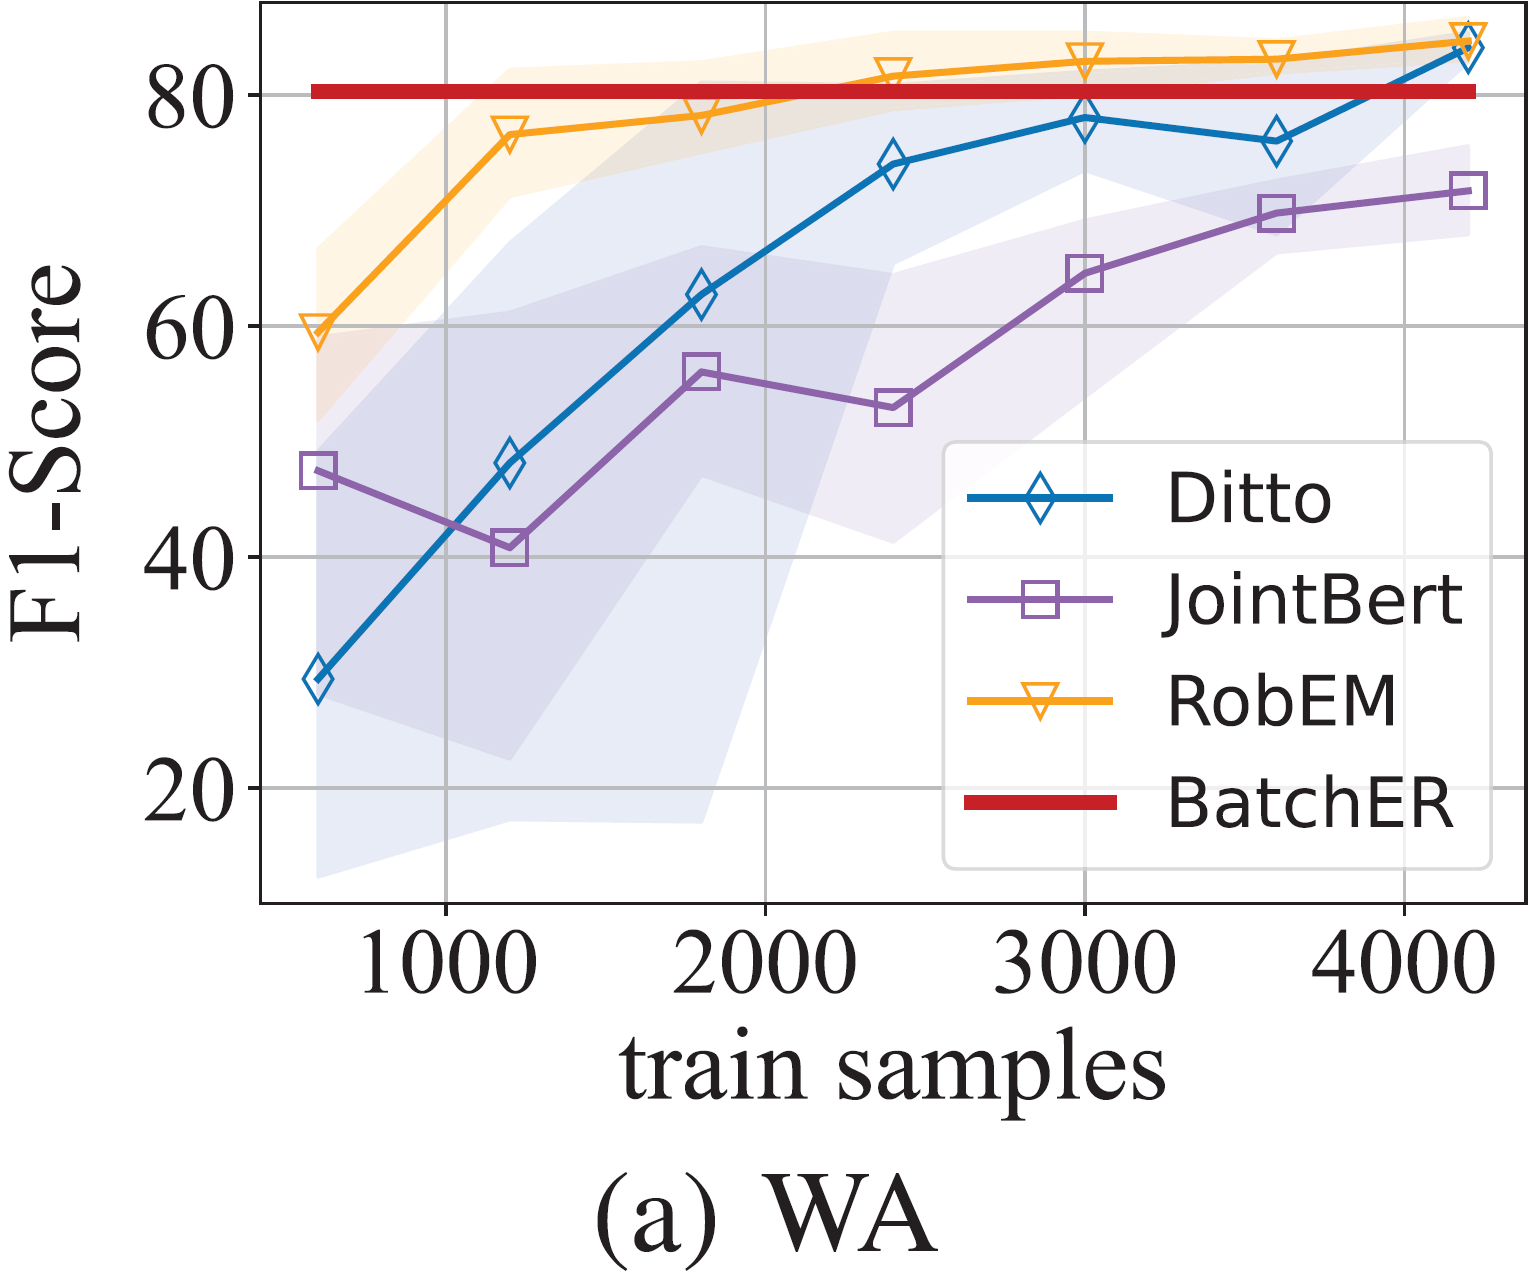 F1-Score
80
60
40
20
Ditto
JointBert
RobEM
BatchER
1000 2000 3000 4000
train samples
(a) WA